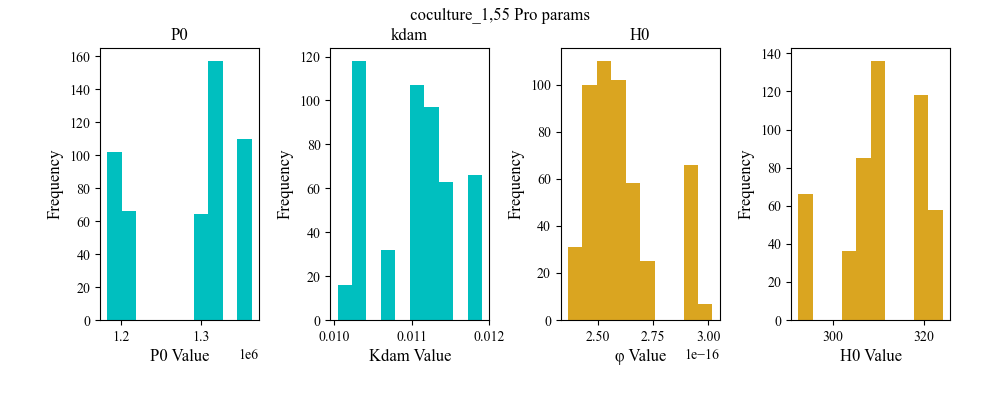 coculture_1,55 Pro params
P0
kdam
H0
Frequency
160
140
120
100
80
60
40
20
0
1.2
1.3
1e6
P0 Value
Frequency
120
100
80
60
40
20
0
0.010
0.011
0.012
Kdam Value
Frequency
100
80
60
40
20
0
2.50
2.75
3.00
1e−16
φ Value
Frequency
140
120
100
80
60
40
20
0
300
320
H0 Value